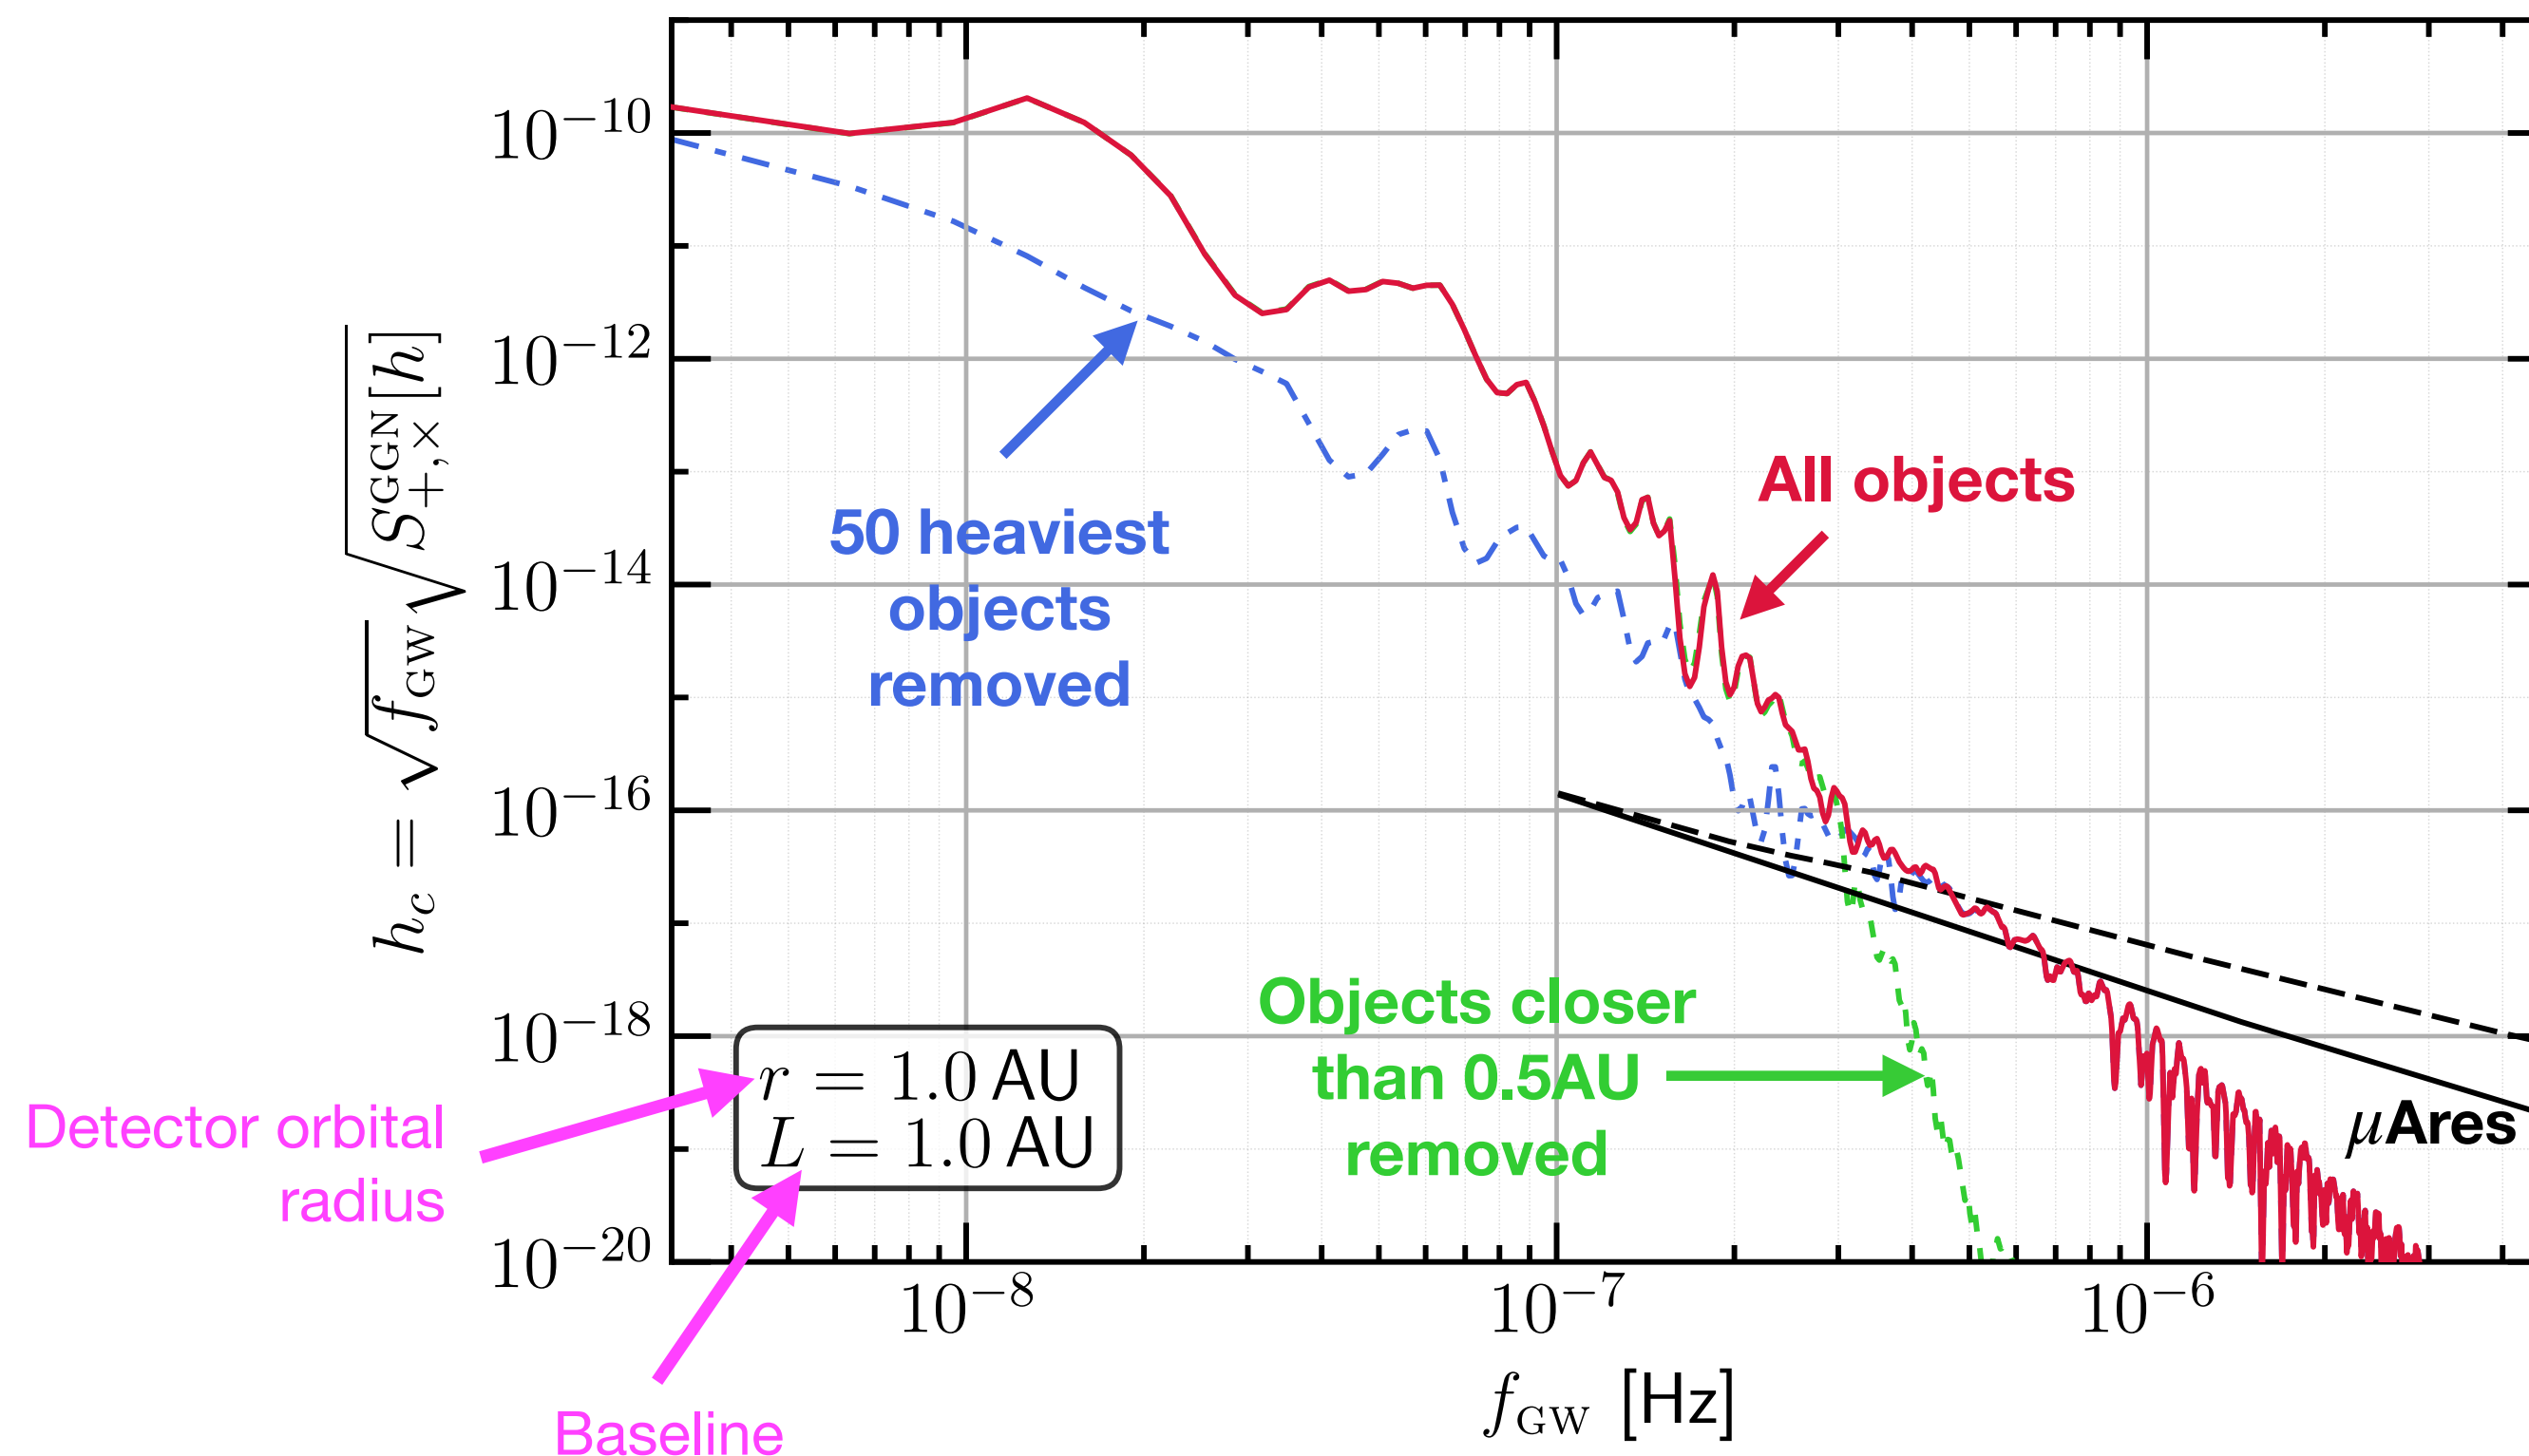 h_c = √f_GW √S^GGN_+,×[h]
10^−10
10^−12
10^−14
10^−16
10^−18
10^−20
50 heaviest
objects
removed
All objects
Objects closer
than 0.5AU
removed
r = 1.0 AU
L = 1.0 AU
Detector orbital
radius
Baseline
μAres
10^−8
10^−7
10^−6
f_GW [Hz]